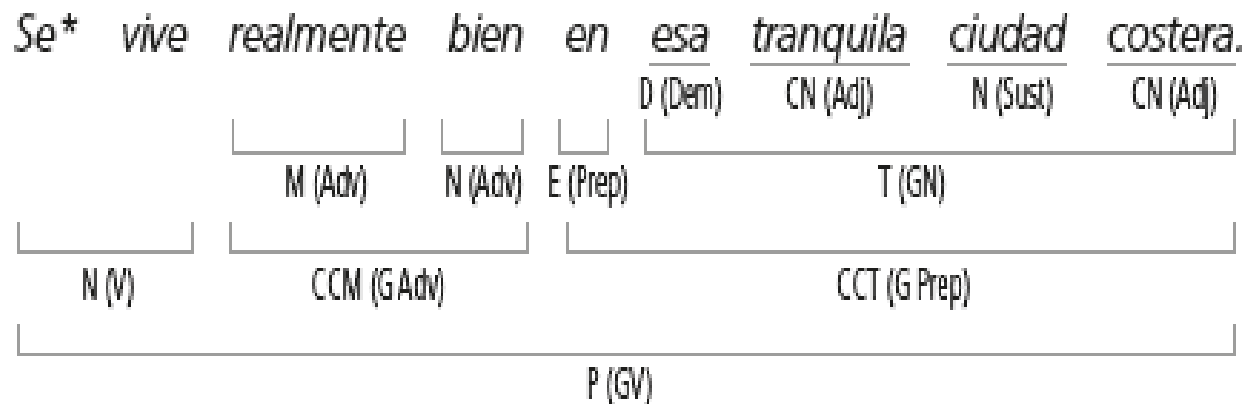 Se* vive realmente bien en esa tranquila ciudad costera.
D (Dem) CN (Adj) N (Sust) CN (Adj)
M (Adv) N (Adv) E (Prep) T (GN)
N (V) CCM (G Adv) CCT (G Prep)
P (GV)